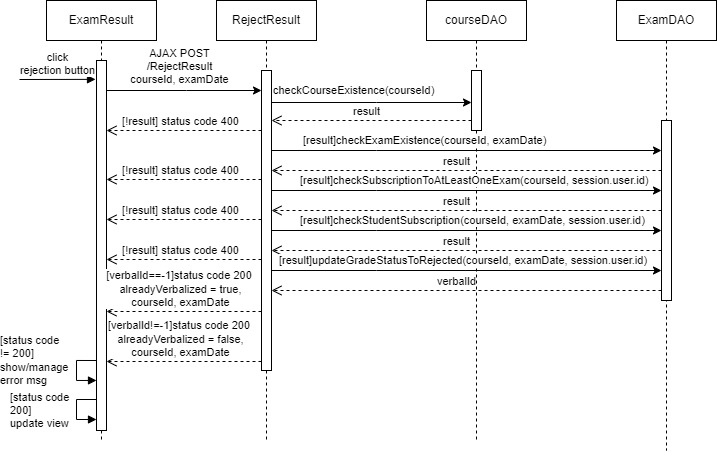 ExamResult
RejectResult
courseDAO
ExamDAO
click
rejection button
AJAX POST
/RejectResult
courseId, examDate
checkCourseExistence(courseId)
result
[!result] status code 400
[result]checkExamExistence(courseId, examDate)
result
[!result] status code 400
[result]checkSubscriptionToAtLeastOneExam(courseId, session.user.id)
result
[!result] status code 400
[result]checkStudentSubscription(courseId, examDate, session.user.id)
result
[!result] status code 400
[result]updateGradeStatusToRejected(courseId, examDate, session.user.id)
verbalId
[verbalId==-1]status code 200
alreadyVerbalized = true,
courseId, examDate
[verbalId!=-1]status code 200
alreadyVerbalized = false,
courseId, examDate
[status code
!= 200]
show/manage
error msg
[status code
200]
update view